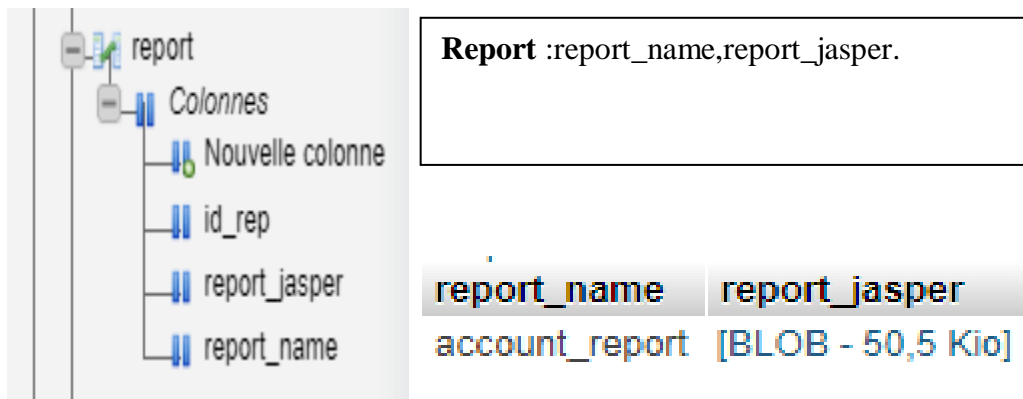 report
Colonnes
Nouvelle colonne
id_rep
report_jasper
report_name
Report :report_name,report_jasper.
report_name report_jasper
account_report [BLOB - 50,5 Kio]